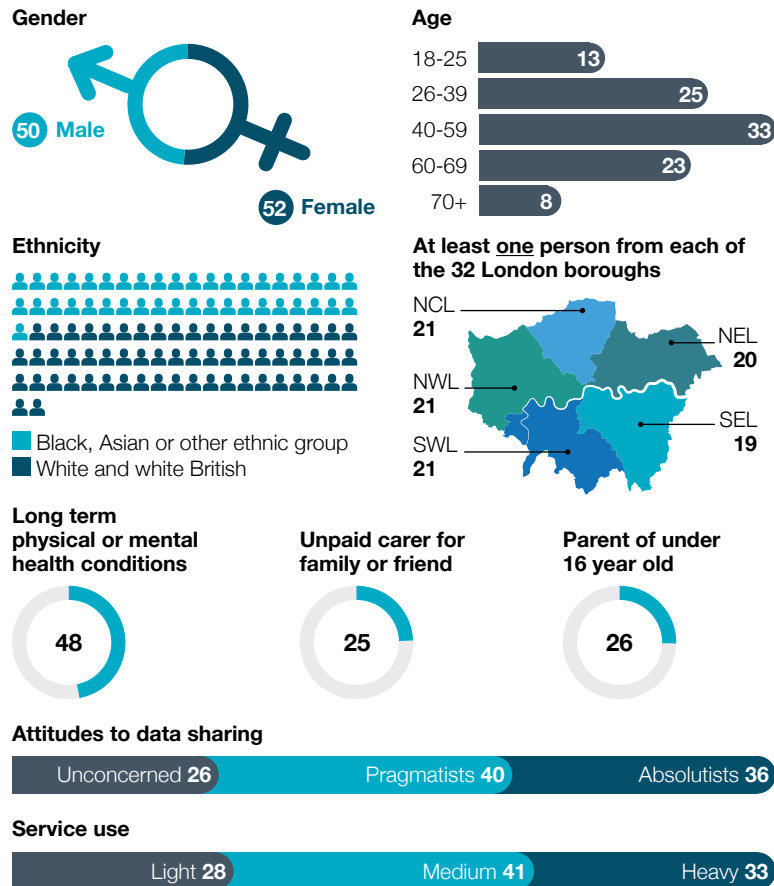 Gender
50 Male
52 Female
Age
18-25 13
26-39 25
40-59 33
60-69 23
70+ 8
Ethnicity
Black, Asian or other ethnic group
White and white British
At least one person from each of
the 32 London boroughs
NCL
21
NEL
20
NWL
21
SEL
19
SWL
21
Long term
physical or mental
health conditions
48
Unpaid carer for
family or friend
25
Parent of under
16 year old
26
Attitudes to data sharing
Unconcerned 26 Pragmatists 40 Absolutists 36
Service use
Light 28 Medium 41 Heavy 33